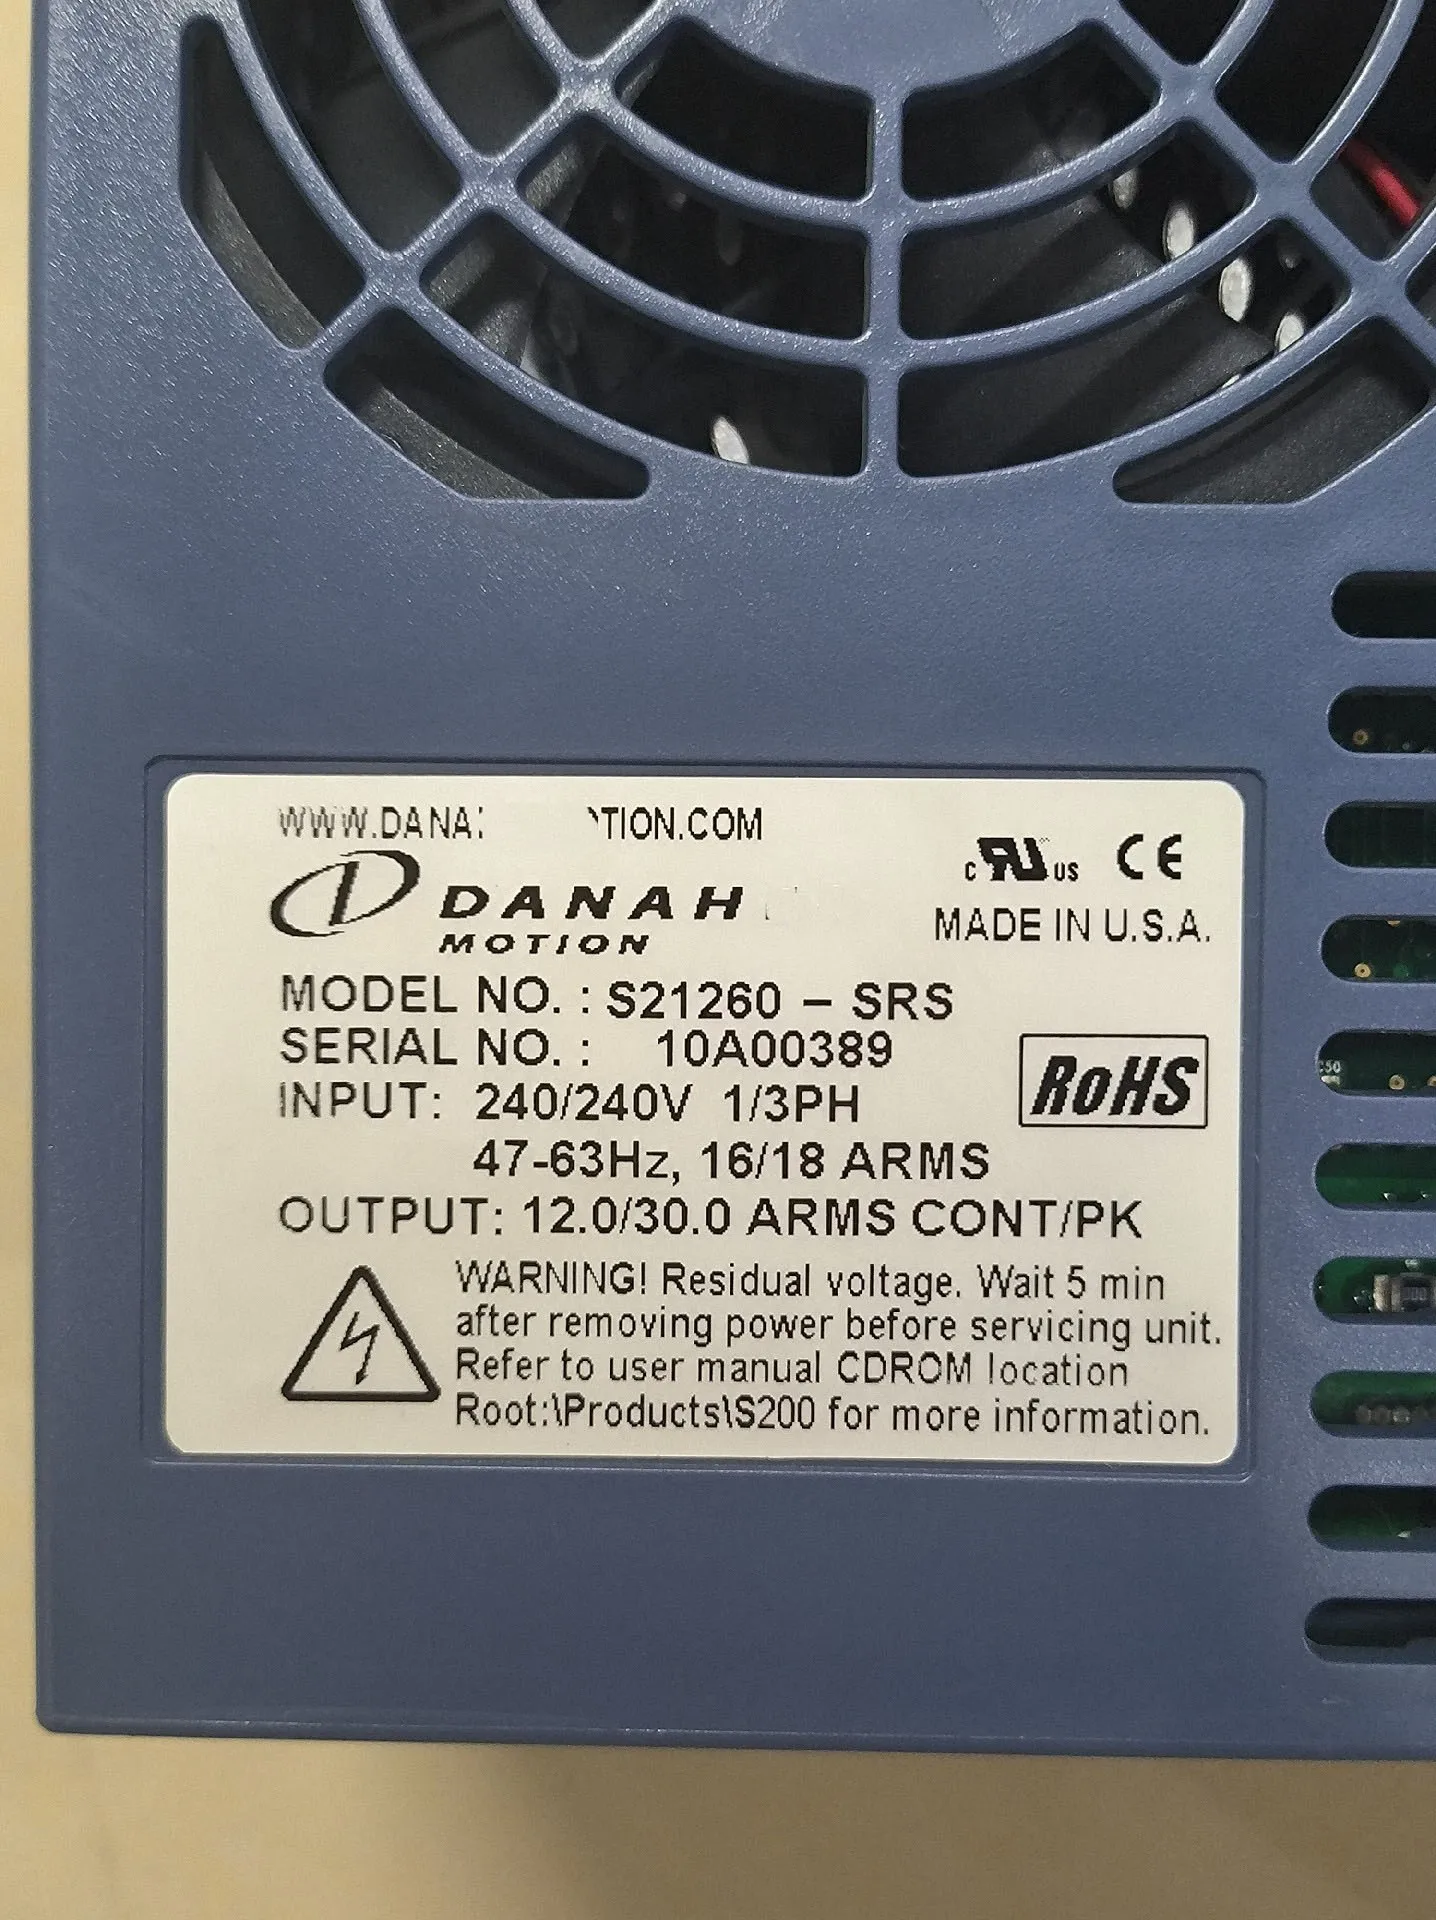 WWW.DANA TION.COM
DANAH
MOTION
C RU US CE
MADE IN U.S.A.
MODEL NO. : S21260 – SRS
SERIAL NO. : 10A00389
INPUT: 240/240V 1/3PH
47-63Hz, 16/18 ARMS
RoHS
OUTPUT: 12.0/30.0 ARMS CONT/PK
WARNING! Residual voltage. Wait 5 min
after removing power before servicing unit.
Refer to user manual CDROM location
Root:\Products\S200 for more information.